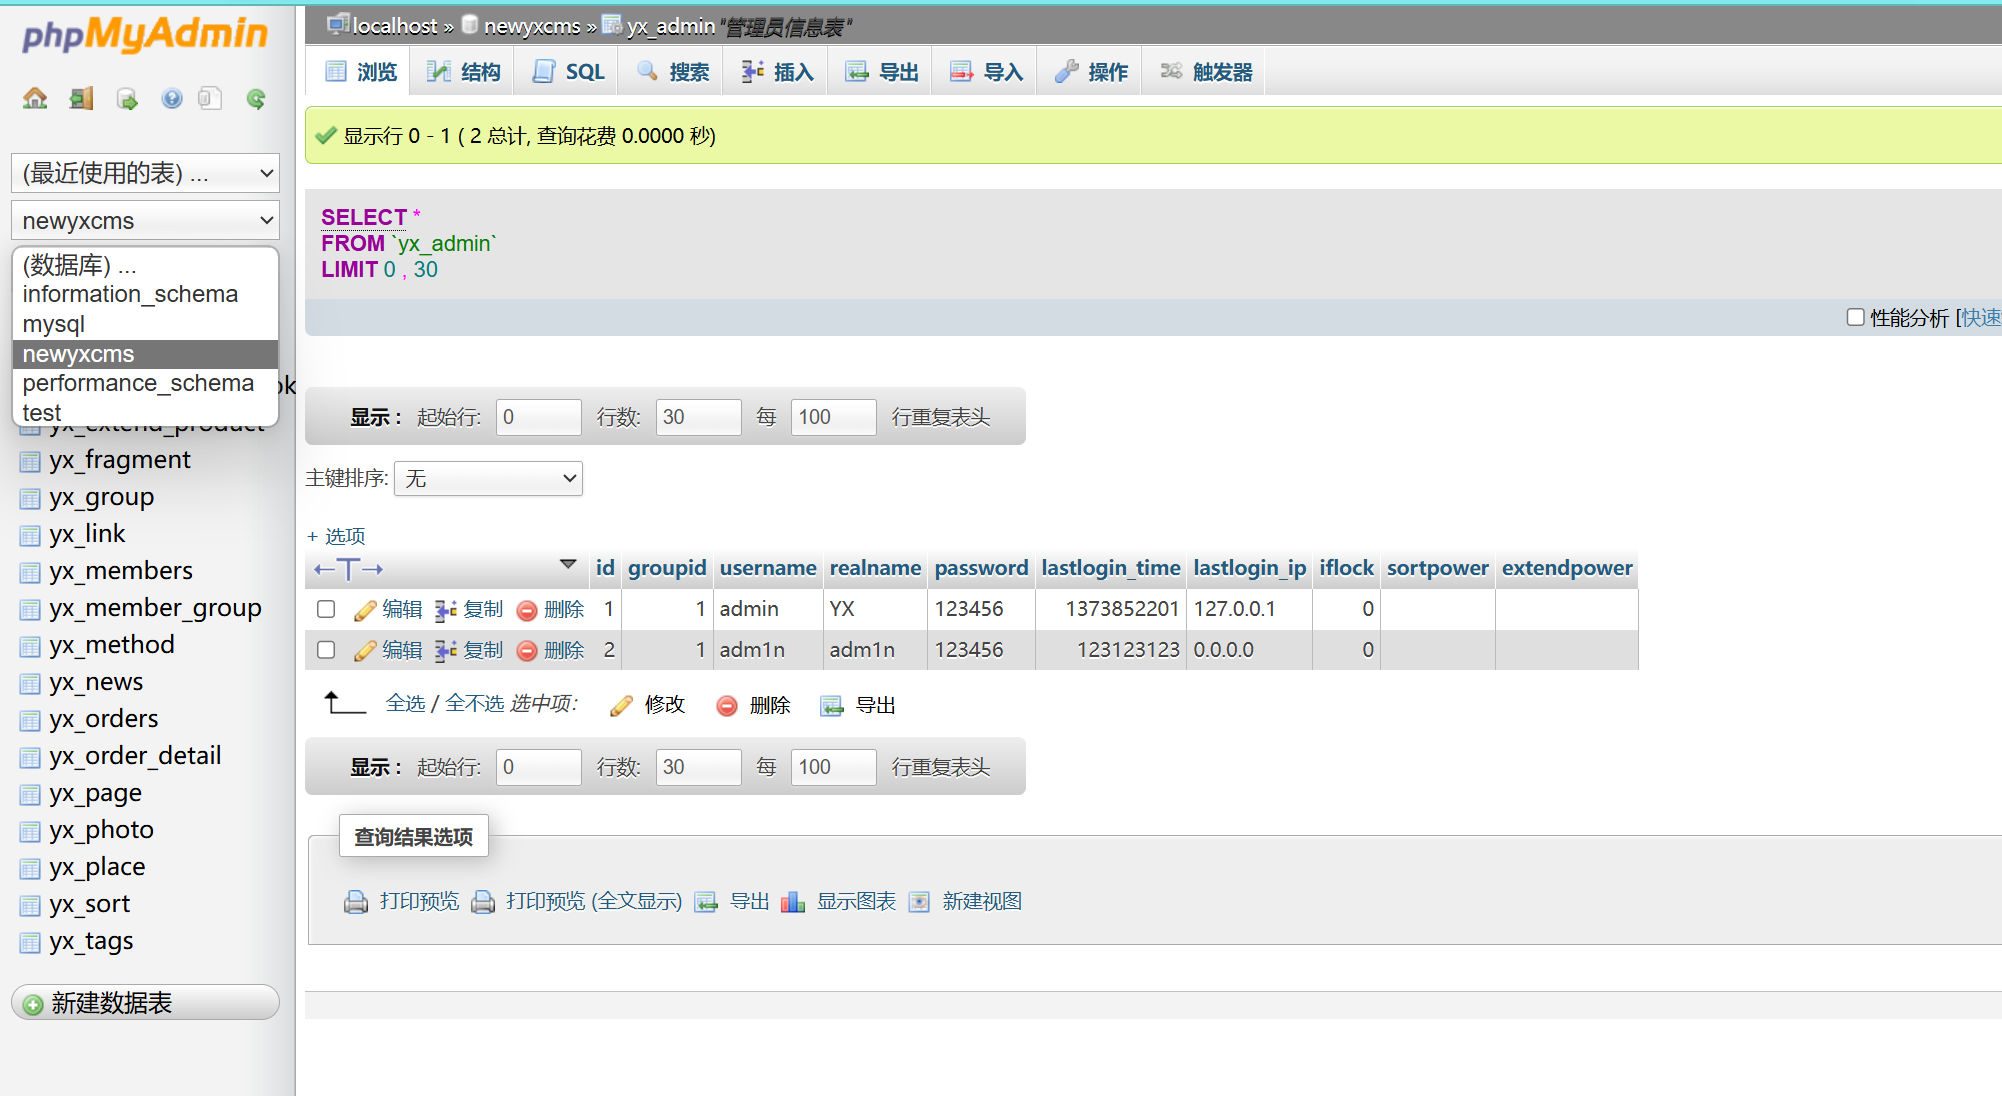 phpMyAdmin
(最近使用的表) ...
newyxcms
(数据库) ...
information_schema
mysql
newyxcms
performance_schema
test
yx_extend_product
yx_fragment
yx_group
yx_link
yx_members
yx_member_group
yx_method
yx_news
yx_orders
yx_order_detail
yx_page
yx_photo
yx_place
yx_sort
yx_tags
新建数据表
localhost » newyxcms » yx_admin "管理员信息表"
浏览 结构 SQL 搜索 插入 导出 导入 操作 触发器
显示行 0 - 1 ( 2 总计, 查询花费 0.0000 秒)
SELECT *
FROM `yx_admin`
LIMIT 0 , 30
性能分析 [快速
显示 : 起始行: 0 行数: 30 每 100 行重复表头
主键排序: 无
+ 选项
←T→ id groupid username realname password lastlogin_time lastlogin_ip iflock sortpower extendpower
编辑 复制 删除 1 1 admin YX 123456 1373852201 127.0.0.1 0
编辑 复制 删除 2 1 adm1n adm1n 123456 123123123 0.0.0.0 0
全选 / 全不选 选中项: 修改 删除 导出
显示 : 起始行: 0 行数: 30 每 100 行重复表头
查询结果选项
打印预览 打印预览 (全文显示) 导出 显示图表 新建视图